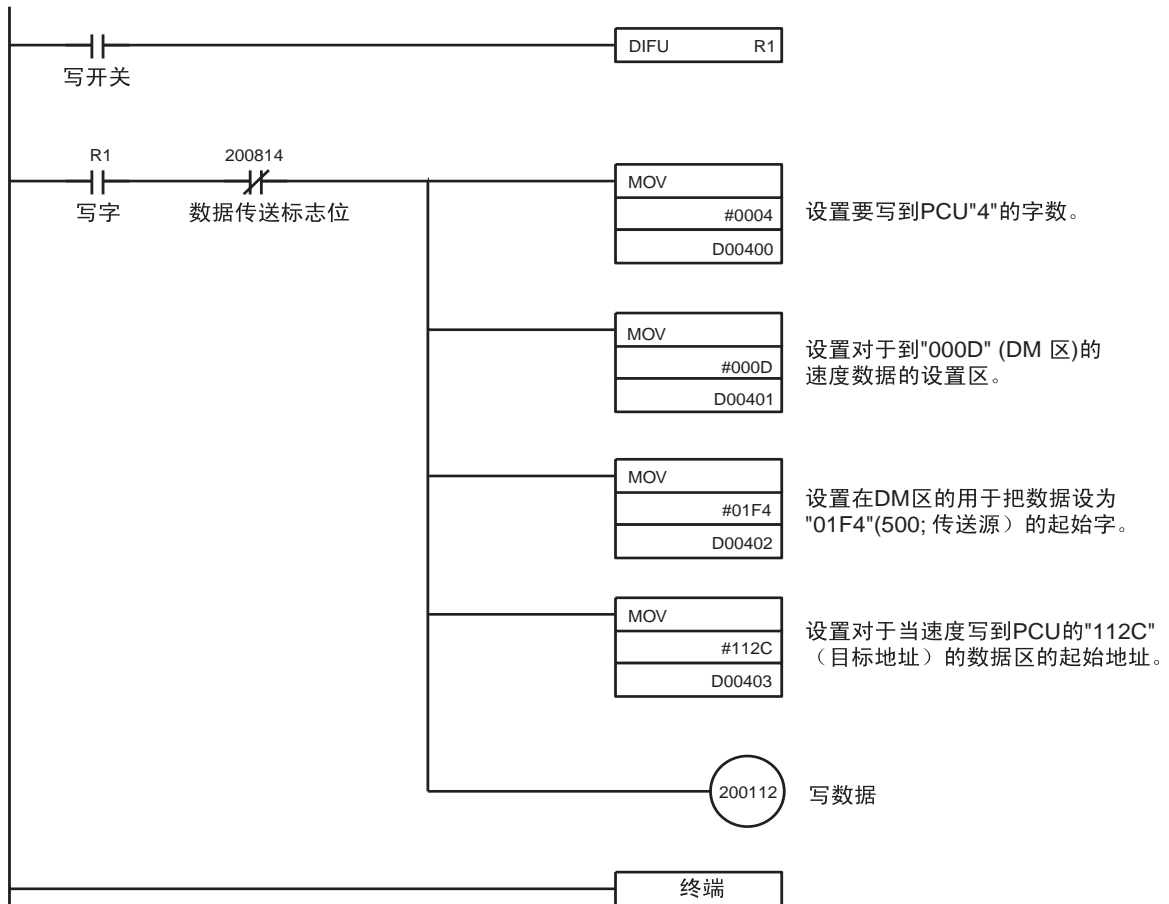 DIFU R1
写开关
R1 200814
写字 数据传送标志位
MOV
#0004
D00400
设置要写到PCU"4"的字数。
MOV
#000D
D00401
设置对于到"000D" (DM 区)的
速度数据的设置区。
MOV
#01F4
D00402
设置在DM区的用于把数据设为
"01F4"(500; 传送源）的起始字。
MOV
#112C
D00403
设置对于当速度写到PCU的"112C"
（目标地址）的数据区的起始地址。
200112 写数据
终端